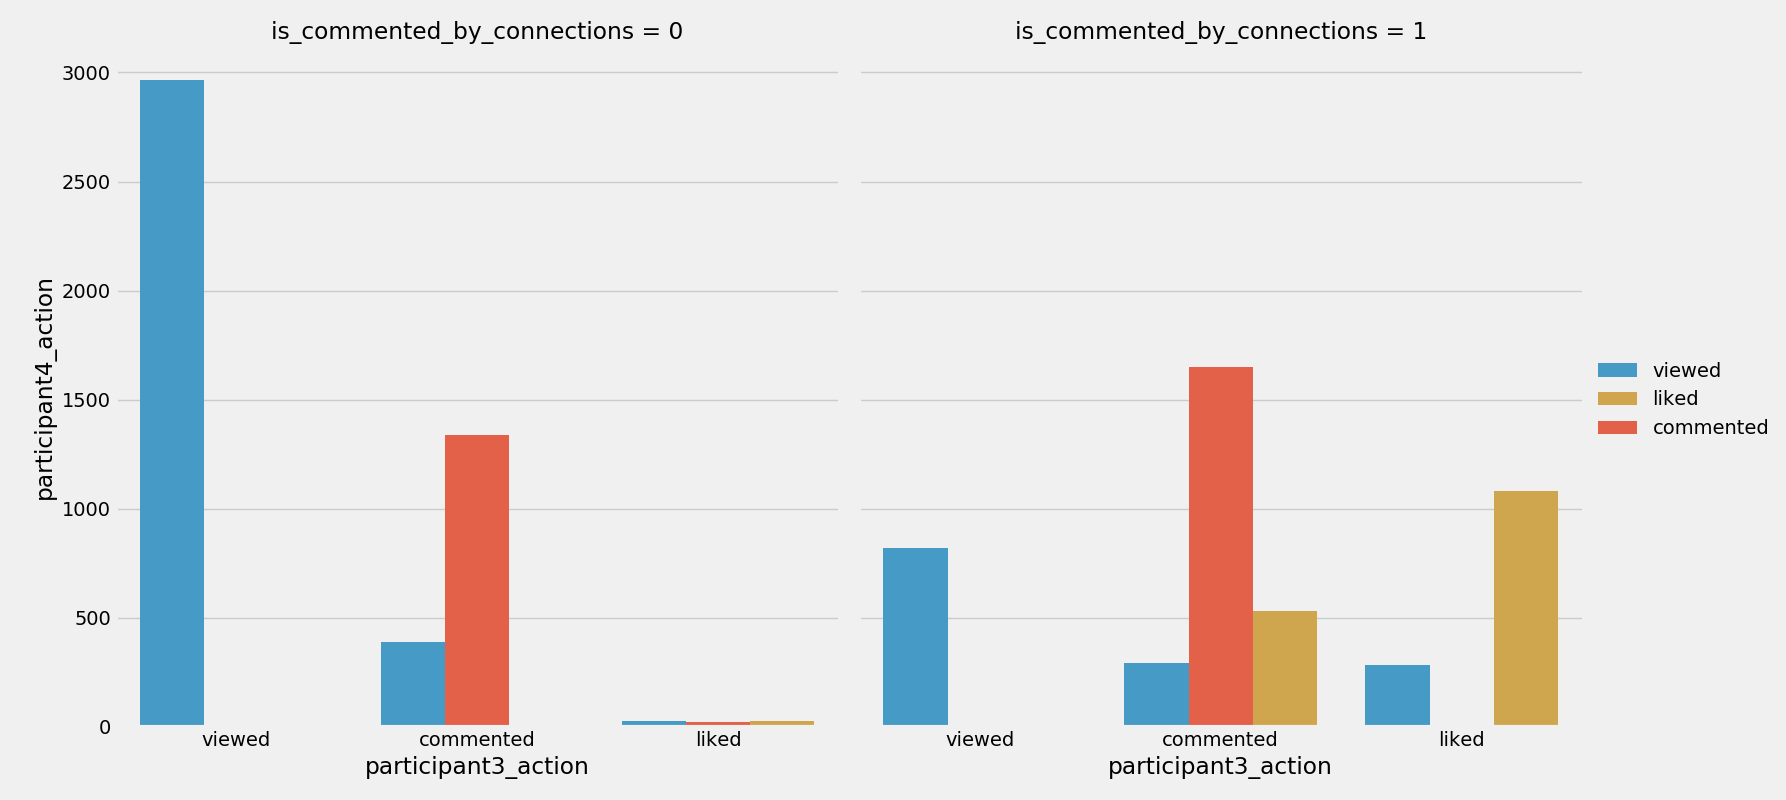 is_commented_by_connections = 0
is_commented_by_connections = 1
participant4_action
3000
2500
2000
1500
1000
500
0
viewed
commented
liked
participant3_action
viewed
commented
liked
participant3_action
viewed
liked
commented